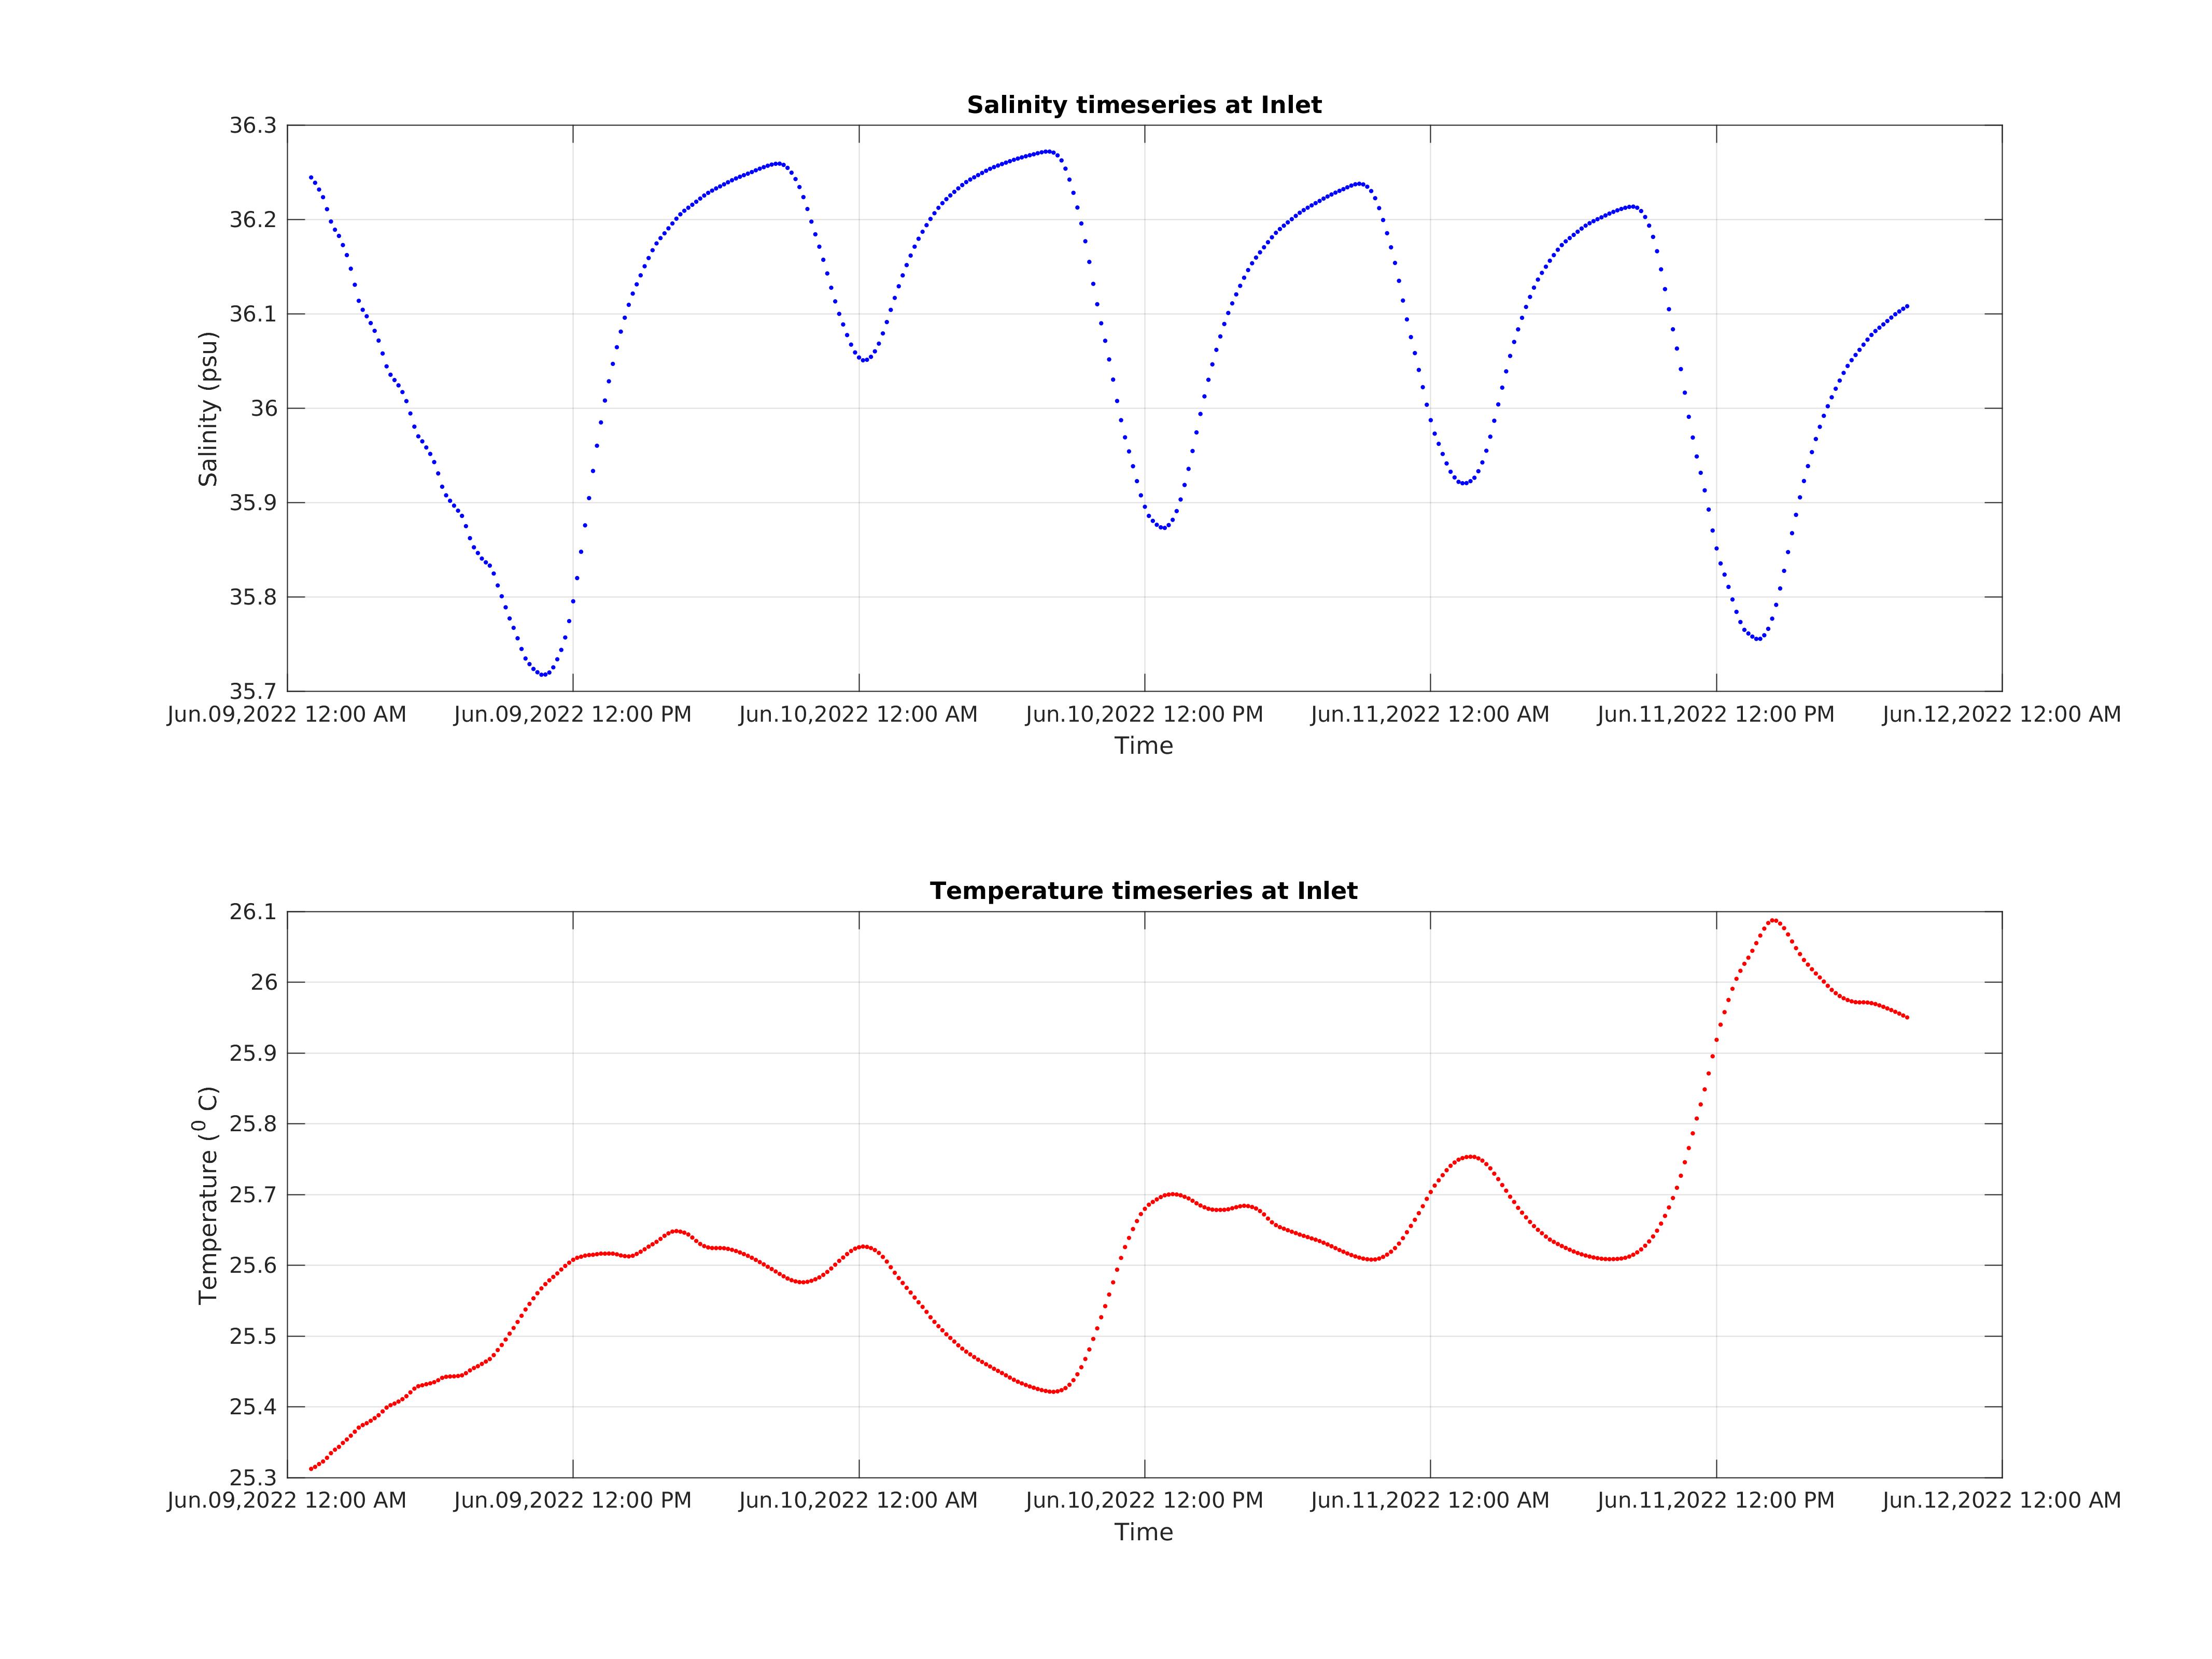 Salinity timeseries at Inlet
36.3
36.2
36.1
36
35.9
35.8
35.7
Salinity (psu)
Jun.09,2022 12:00 AM Jun.09,2022 12:00 PM Jun.10,2022 12:00 AM Jun.10,2022 12:00 PM Jun.11,2022 12:00 AM Jun.11,2022 12:00 PM Jun.12,2022 12:00 AM
Time
Temperature timeseries at Inlet
26.1
26
25.9
25.8
25.7
25.6
25.5
25.4
25.3
Temperature (⁰ C)
Jun.09,2022 12:00 AM Jun.09,2022 12:00 PM Jun.10,2022 12:00 AM Jun.10,2022 12:00 PM Jun.11,2022 12:00 AM Jun.11,2022 12:00 PM Jun.12,2022 12:00 AM
Time